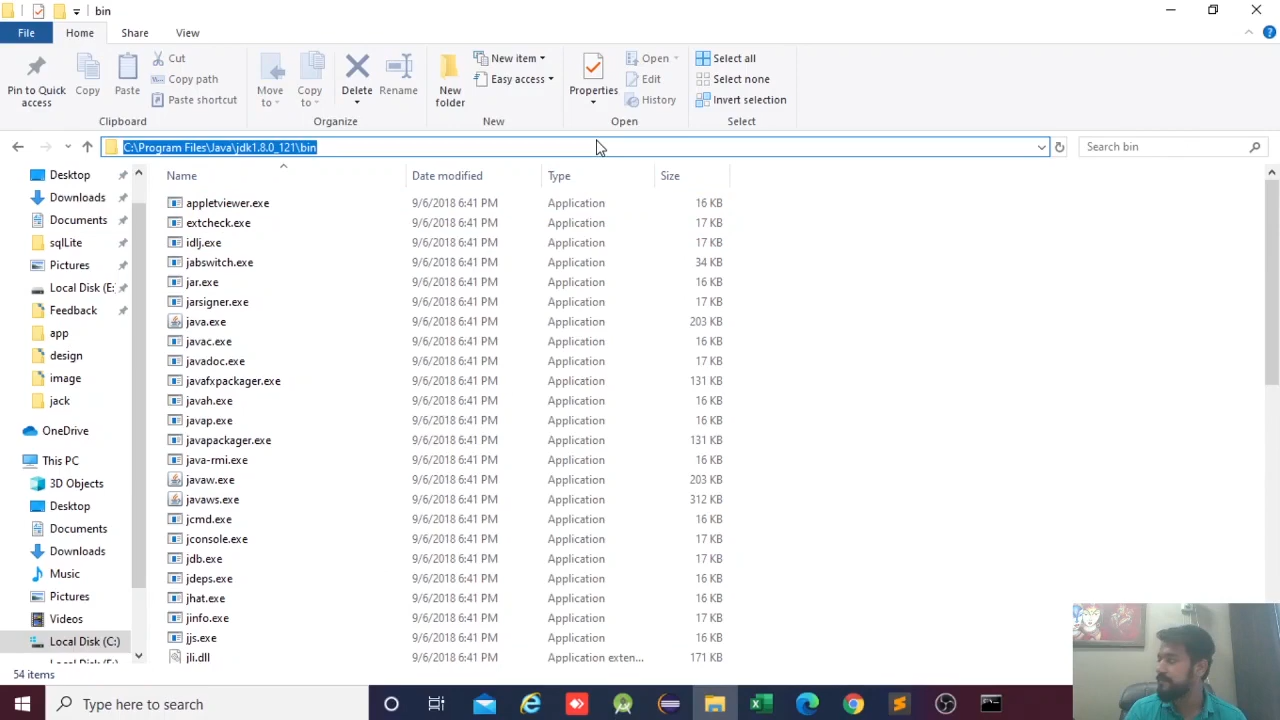 bin
File
Home
Share
View
Pin to Quick access
Copy
Paste
Cut
Copy path
Paste shortcut
Clipboard
Move to
Copy to
Delete
Rename
Organize
New folder
New item
Easy access
New
Properties
Open
Edit
History
Open
Select all
Select none
Invert selection
Select
C:\Program Files\Java\jdk1.8.0_121\bin
Search bin
Desktop
Downloads
Documents
sqlLite
Pictures
Local Disk (E:
Feedback
app
design
image
jack
OneDrive
This PC
3D Objects
Desktop
Documents
Downloads
Music
Pictures
Videos
Local Disk (C:)
Local Disk (E:)
Name Date modified Type Size
appletviewer.exe 9/6/2018 6:41 PM Application 16 KB
extcheck.exe 9/6/2018 6:41 PM Application 17 KB
idlj.exe 9/6/2018 6:41 PM Application 17 KB
jabswitch.exe 9/6/2018 6:41 PM Application 34 KB
jar.exe 9/6/2018 6:41 PM Application 16 KB
jarsigner.exe 9/6/2018 6:41 PM Application 17 KB
java.exe 9/6/2018 6:41 PM Application 203 KB
javac.exe 9/6/2018 6:41 PM Application 16 KB
javadoc.exe 9/6/2018 6:41 PM Application 17 KB
javafxpackager.exe 9/6/2018 6:41 PM Application 131 KB
javah.exe 9/6/2018 6:41 PM Application 16 KB
javap.exe 9/6/2018 6:41 PM Application 16 KB
javapackager.exe 9/6/2018 6:41 PM Application 131 KB
java-rmi.exe 9/6/2018 6:41 PM Application 16 KB
javaw.exe 9/6/2018 6:41 PM Application 203 KB
javaws.exe 9/6/2018 6:41 PM Application 312 KB
jcmd.exe 9/6/2018 6:41 PM Application 16 KB
jconsole.exe 9/6/2018 6:41 PM Application 17 KB
jdb.exe 9/6/2018 6:41 PM Application 17 KB
jdeps.exe 9/6/2018 6:41 PM Application 16 KB
jhat.exe 9/6/2018 6:41 PM Application 16 KB
jinfo.exe 9/6/2018 6:41 PM Application 17 KB
jjs.exe 9/6/2018 6:41 PM Application 16 KB
jli.dll 9/6/2018 6:41 PM Application exten... 171 KB
54 items
Type here to search